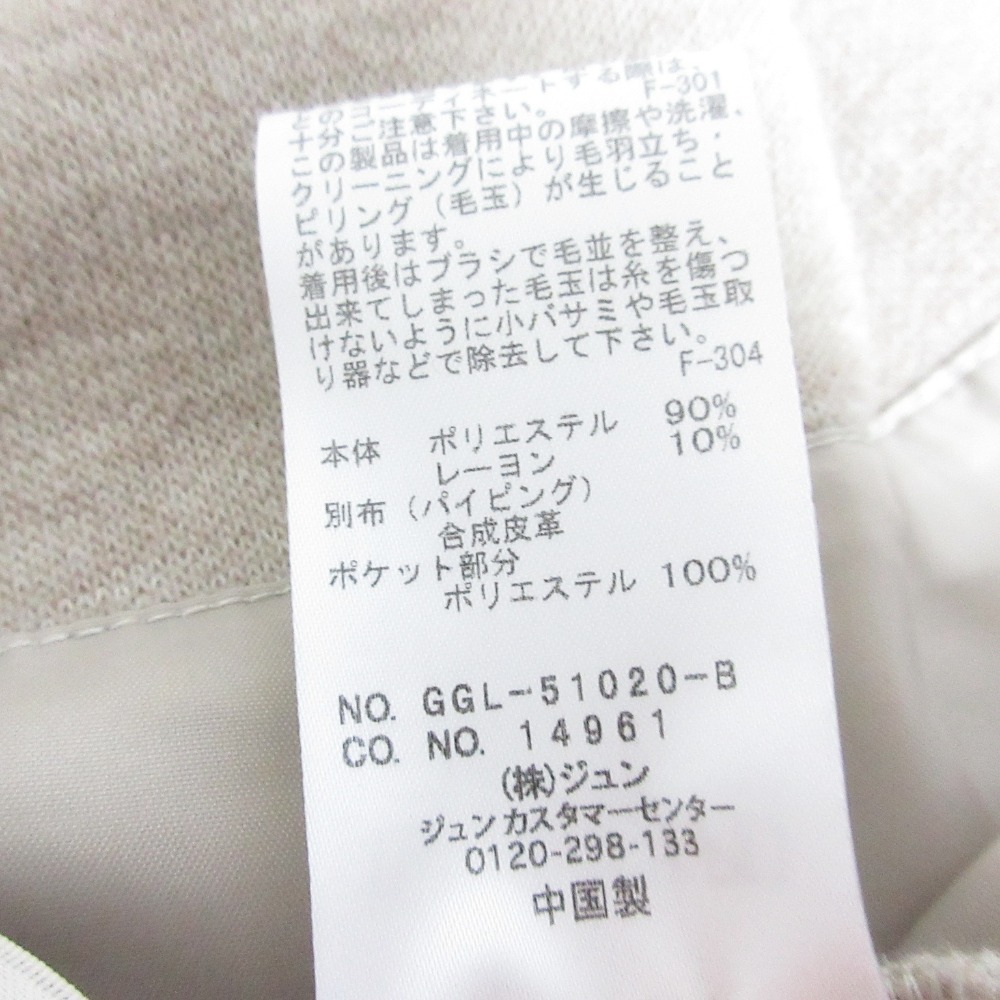 のコーディネートする際は、
と
F-301
十分ご注意下さい。
この製品は着用中の摩擦や洗濯、
クリーニングにより毛羽立ち・
ピリング(毛玉)が生じること
があります。
着用後はブラシで毛並を整え、
出来てしまった毛玉は糸を傷つ
けないように小バサミや毛玉取
り器などで除去して下さい。
F-304
本体 ポリエステル 90%
レーヨン 10%
別布(パイピング)
合成皮革
ポケット部分
ポリエステル 100%
NO. GGL-51020-B
CO. NO. 14961
(株)ジュン
ジュンカスタマーセンター
0120-298-133
中国製